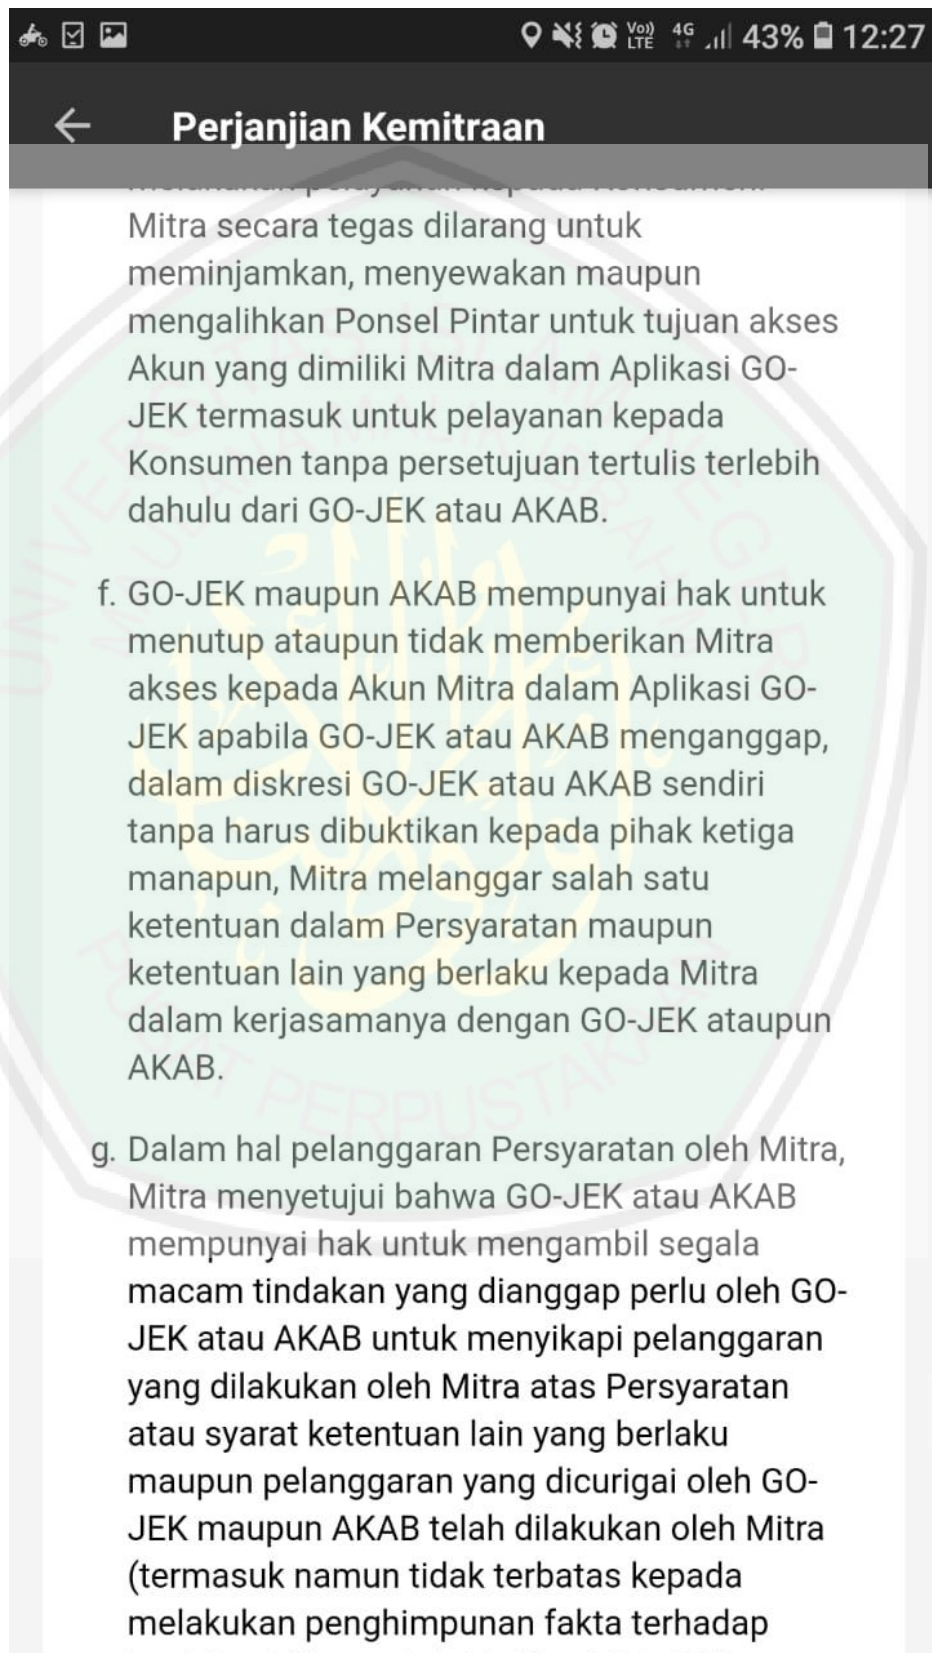 Vo))
LTE
4G
43%
12:27
Perjanjian Kemitraan
Mitra secara tegas dilarang untuk
meminjamkan, menyewakan maupun
mengalihkan Ponsel Pintar untuk tujuan akses
Akun yang dimiliki Mitra dalam Aplikasi GO-
JEK termasuk untuk pelayanan kepada
Konsumen tanpa persetujuan tertulis terlebih
dahulu dari GO-JEK atau AKAB.
f. GO-JEK maupun AKAB mempunyai hak untuk
menutup ataupun tidak memberikan Mitra
akses kepada Akun Mitra dalam Aplikasi GO-
JEK apabila GO-JEK atau AKAB menganggap,
dalam diskresi GO-JEK atau AKAB sendiri
tanpa harus dibuktikan kepada pihak ketiga
manapun, Mitra melanggar salah satu
ketentuan dalam Persyaratan maupun
ketentuan lain yang berlaku kepada Mitra
dalam kerjasamanya dengan GO-JEK ataupun
AKAB.
g. Dalam hal pelanggaran Persyaratan oleh Mitra,
Mitra menyetujui bahwa GO-JEK atau AKAB
mempunyai hak untuk mengambil segala
macam tindakan yang dianggap perlu oleh GO-
JEK atau AKAB untuk menyikapi pelanggaran
yang dilakukan oleh Mitra atas Persyaratan
atau syarat ketentuan lain yang berlaku
maupun pelanggaran yang dicurigai oleh GO-
JEK maupun AKAB telah dilakukan oleh Mitra
(termasuk namun tidak terbatas kepada
melakukan penghimpunan fakta terhadap